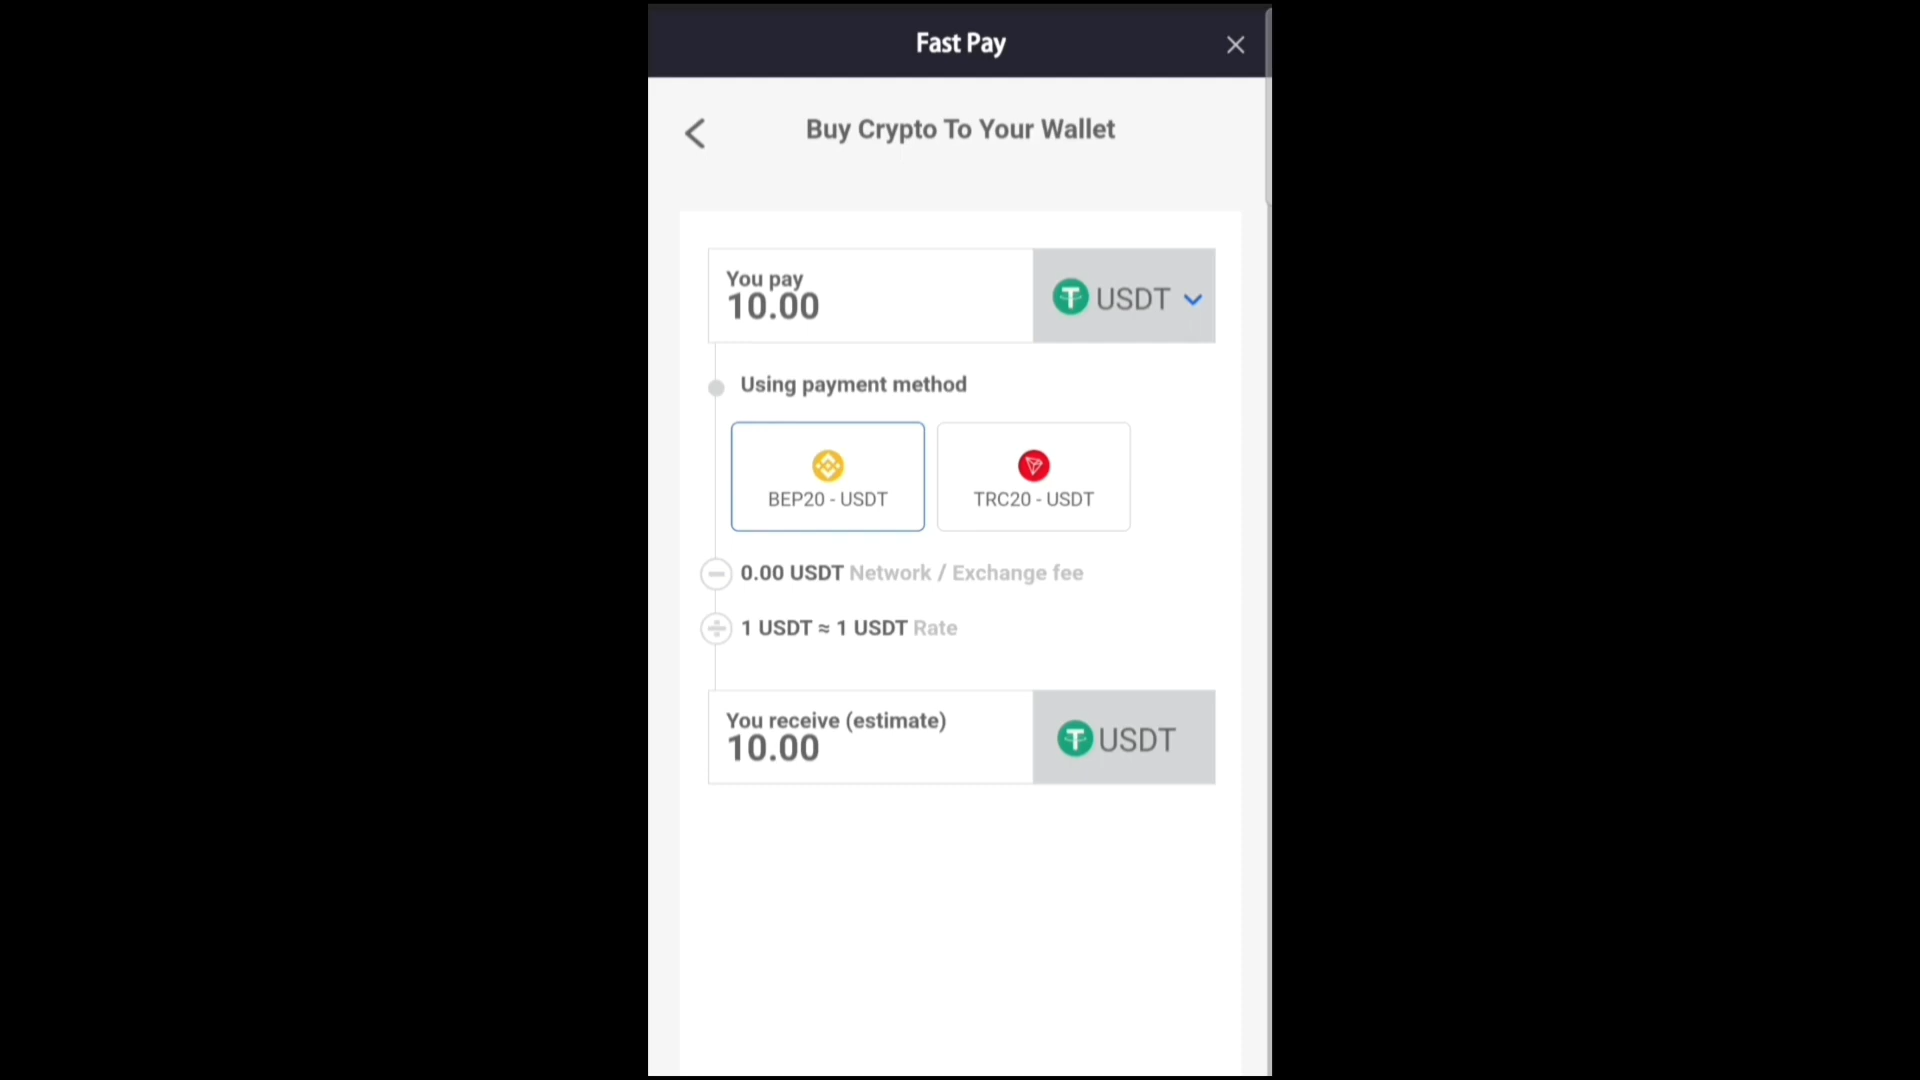 Fast Pay
Buy Crypto To Your Wallet
You pay
10.00
USDT
Using payment method
BEP20 - USDT
TRC20 - USDT
0.00 USDT Network / Exchange fee
1 USDT ≈ 1 USDT Rate
You receive (estimate)
10.00
USDT